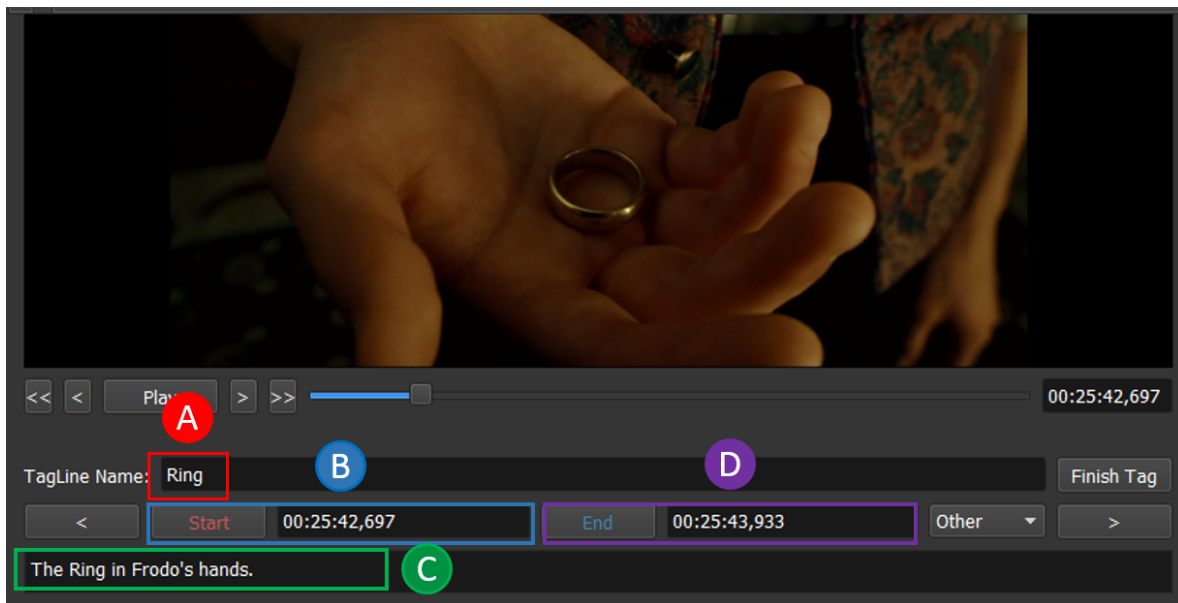 << < Play > >> 00:25:42,697
A
B
D
TagLine Name: Ring Finish Tag
< Start 00:25:42,697 End 00:25:43,933 Other >
The Ring in Frodo's hands.
C